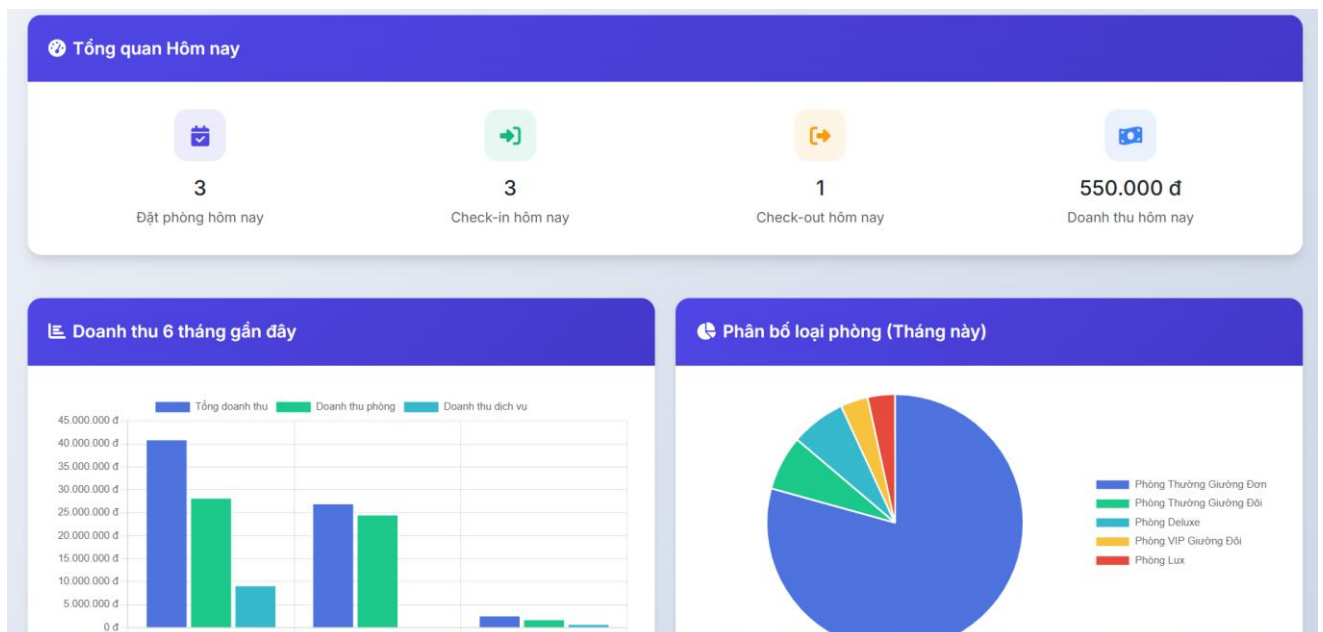 Tổng quan Hôm nay
3
Đặt phòng hôm nay
3
Check-in hôm nay
1
Check-out hôm nay
550.000 đ
Doanh thu hôm nay
Doanh thu 6 tháng gần đây
Tổng doanh thu Doanh thu phòng Doanh thu dịch vụ
45.000.000 đ
40.000.000 đ
35.000.000 đ
30.000.000 đ
25.000.000 đ
20.000.000 đ
15.000.000 đ
10.000.000 đ
5.000.000 đ
0 đ
Phân bố loại phòng (Tháng này)
Phòng Thường Giường Đơn
Phòng Thường Giường Đôi
Phòng Deluxe
Phòng VIP Giường Đôi
Phòng Lux